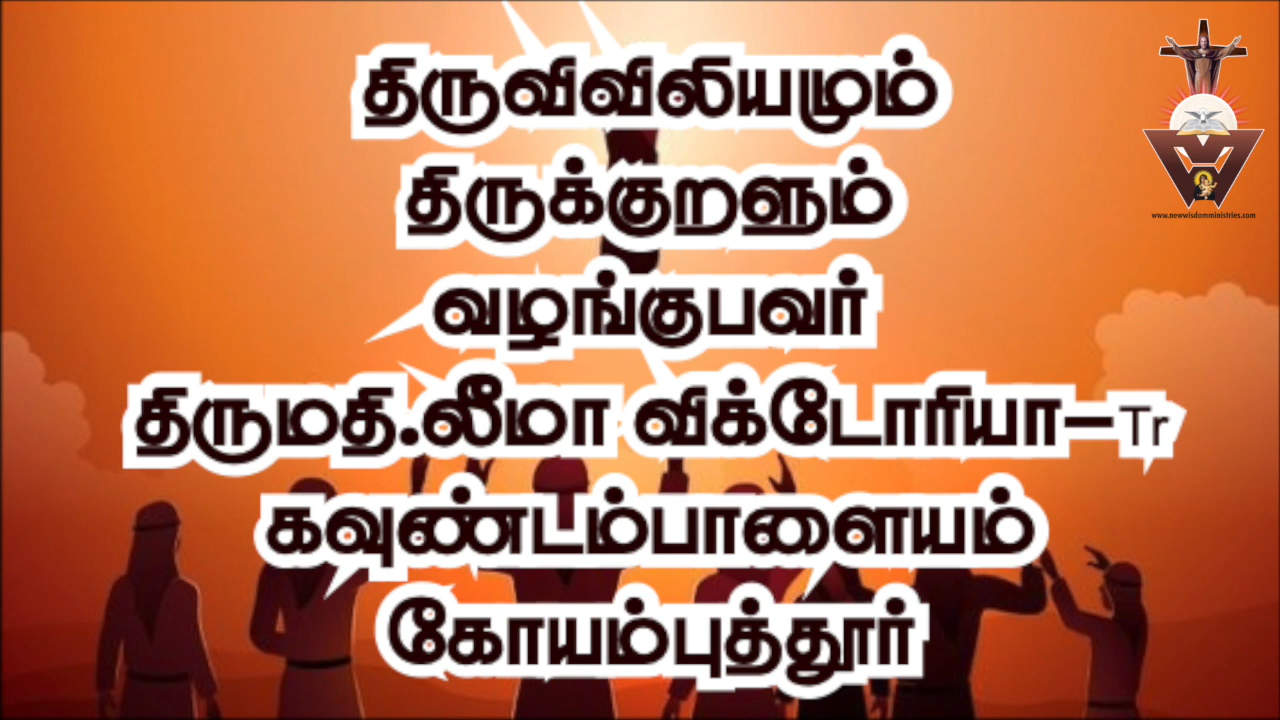 திருவிவிலியமும்
திருக்குறளும்
வழங்குபவர்
திருமதி.லீமா விக்டோரியா-Tr
கவுண்டம்பாளையம்
கோயம்புத்தூர்
www.newwisdomministries.com